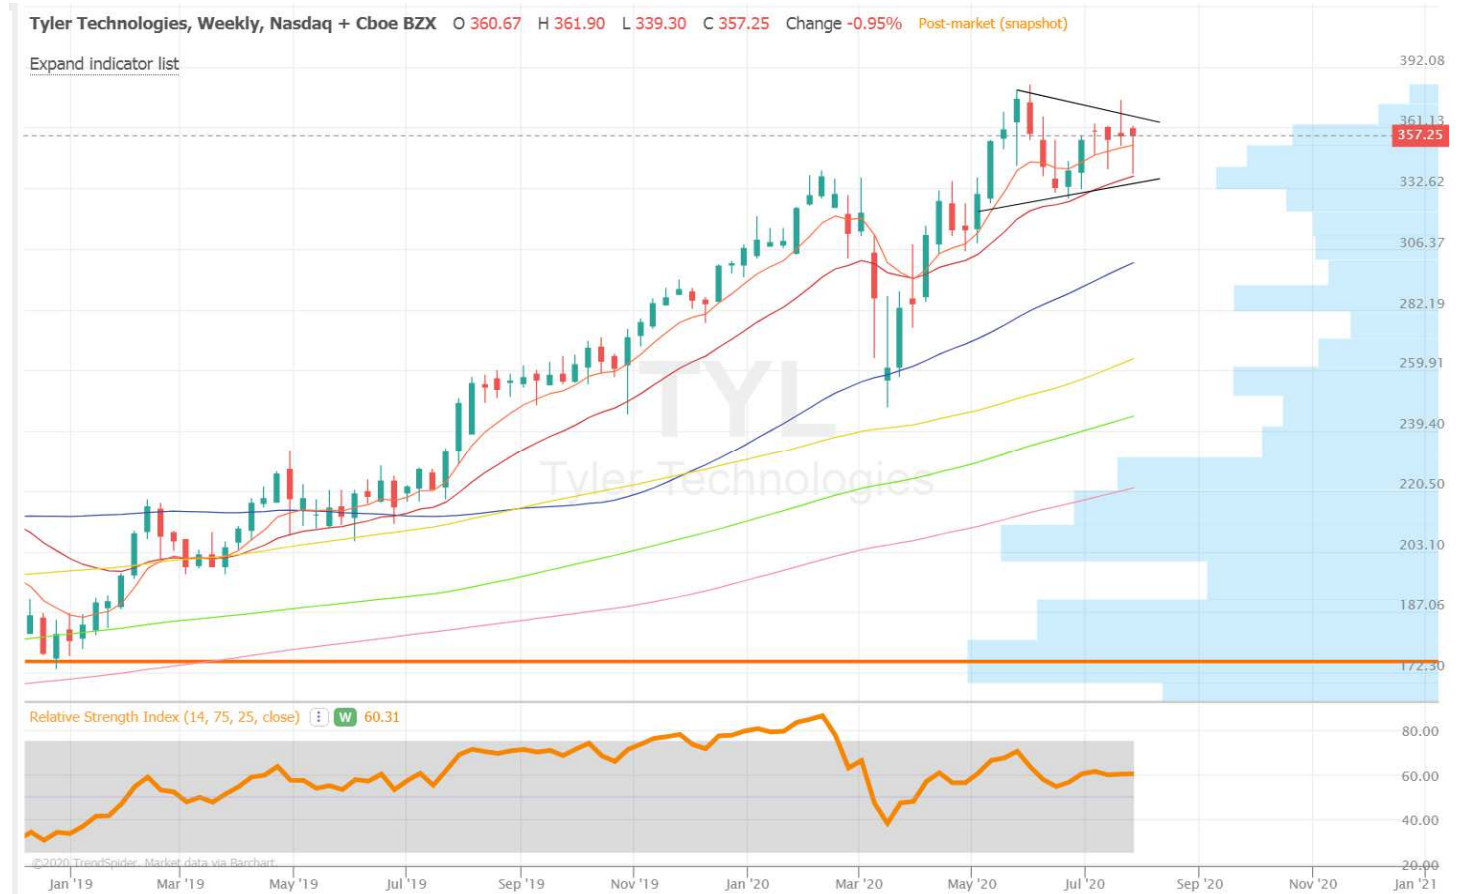 Tyler Technologies, Weekly, Nasdaq + Cboe BZX O 360.67 H 361.90 L 339.30 C 357.25 Change -0.95% Post-market (snapshot)
Expand indicator list
392.08
361.13
357.25
332.62
306.37
282.19
259.91
TYL
239.40
Tyler Technologies
220.50
203.10
187.06
172.30
Relative Strength Index (14, 75, 25, close) W 60.31
80.00
60.00
40.00
©2020 TrendSpider. Market data via Barchart.
20.00
Jan '19 Mar '19 May '19 Jul '19 Sep '19 Nov '19 Jan '20 Mar '20 May '20 Jul '20 Sep '20 Nov '20 Jan '21